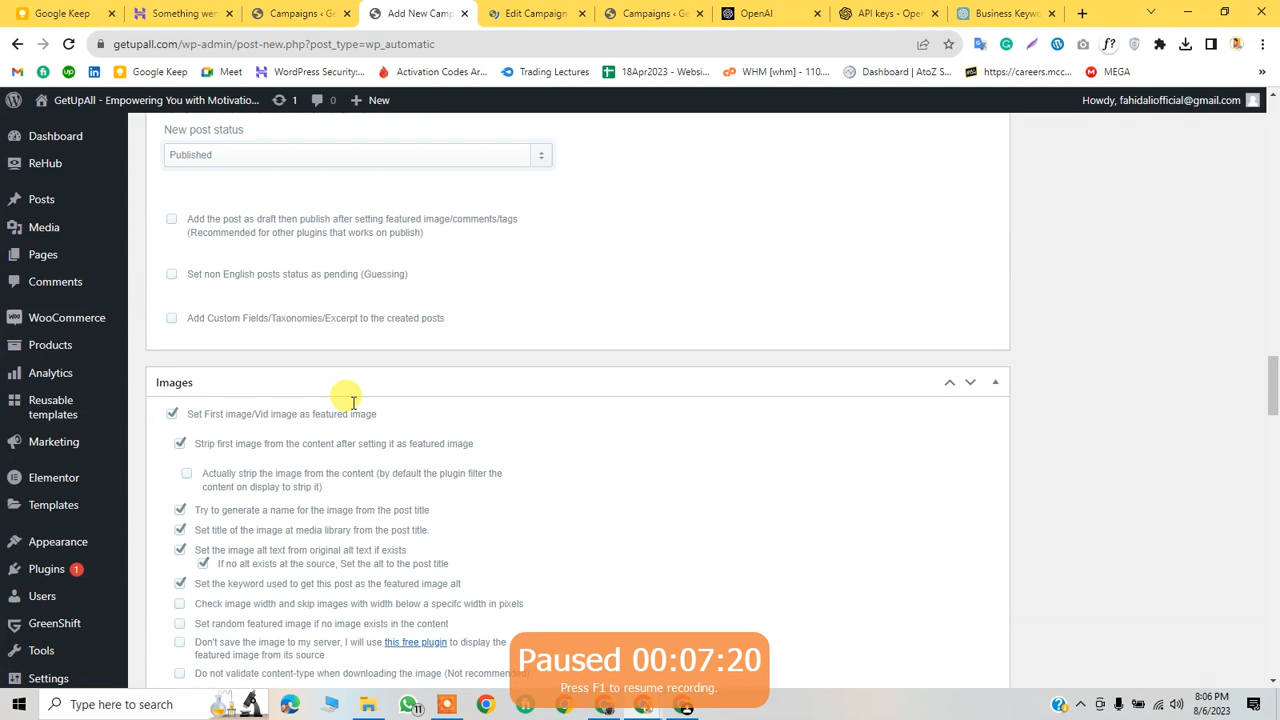 Campaigns ‹ Ge
Campaigns ‹ Ge
New Camp
Edit Campaign
Campaigns ‹ Ge
OpenAI
API keys - Ope
Business Keyw
getupall.com/wp-admin/post-new.php?post_type=wp_automatic
Google Keep
Meet
WordPress Security:...
Activation Codes Ar...
Trading Lectures
18Apr2023 - Websi...
WHM [whm] - 110....
Dashboard | AtoZ S...
https://careers.mcc...
MEGA
GetUpAll - Empowering You with Motivatio...
1
0
New
Howdy, fahidaliofficial@gmail.com
New post status
Dashboard
Published
ReHub
Posts
Add the post as draft then publish after setting featured image/comments/tags
(Recommended for other plugins that works on publish)
Media
Pages
Set non English posts status as pending (Guessing)
Comments
WooCommerce
Add Custom Fields/Taxonomies/Excerpt to the created posts
Products
Analytics
Images
Reusable
templates
Set First image/Vid image as featured image
Marketing
Strip first image from the content after setting it as featured image
Elementor
Actually strip the image from the content (by default the plugin filter the
content on display to strip it)
Templates
Try to generate a name for the image from the post title
Set title of the image at media library from the post title.
Appearance
Set the image alt text from original alt text if exists
If no alt exists at the source, Set the alt to the post title
Plugins 1
Set the keyword used to get this post as the featured image alt
Users
Check image width and skip images with width below a specifc width in pixels
GreenShift
Set random featured image if no image exists in the content
Tools
Don't save the image to my server, I will use this free plugin to display the
featured image from its source
Settings
Do not validate content-type when downloading the image (Not recommended)
Paused 00:07:20
Press F1 to resume recording.
Type here to search
11
8:06 PM
8/6/2023